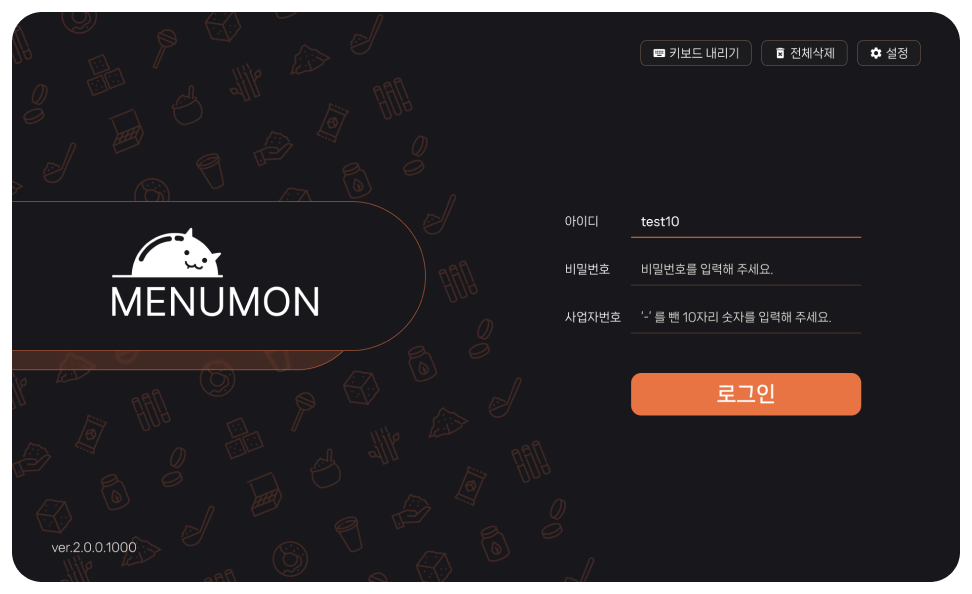 키보드 내리기
전체삭제
설정
아이디
test10
비밀번호
비밀번호를 입력해 주세요.
사업자번호
'-' 를 뺀 10자리 숫자를 입력해 주세요.
로그인
MENUMON
ver.2.0.0.1000